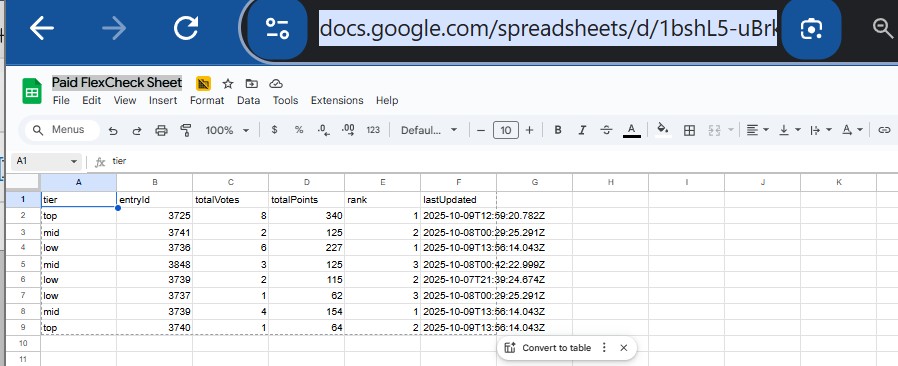 docs.google.com/spreadsheets/d/1bshL5-uBrk
Paid FlexCheck Sheet
File Edit View Insert Format Data Tools Extensions Help
Menus 100% $ % .0 .00 123 Defaul... 10 B I A
A1 fx tier
A B C D E F G H I J K
1 tier entryId totalVotes totalPoints rank lastUpdated
2 top 3725 8 340 1 2025-10-09T12:59:20.782Z
3 mid 3741 2 125 2 2025-10-08T00:29:25.291Z
4 low 3736 6 227 1 2025-10-09T13:56:14.043Z
5 mid 3848 3 125 3 2025-10-08T00:42:22.999Z
6 low 3739 2 115 2 2025-10-07T21:39:24.674Z
7 low 3737 1 62 3 2025-10-08T00:29:25.291Z
8 mid 3739 4 154 1 2025-10-09T13:56:14.043Z
9 top 3740 1 64 2 2025-10-09T13:56:14.043Z
10
Convert to table
11